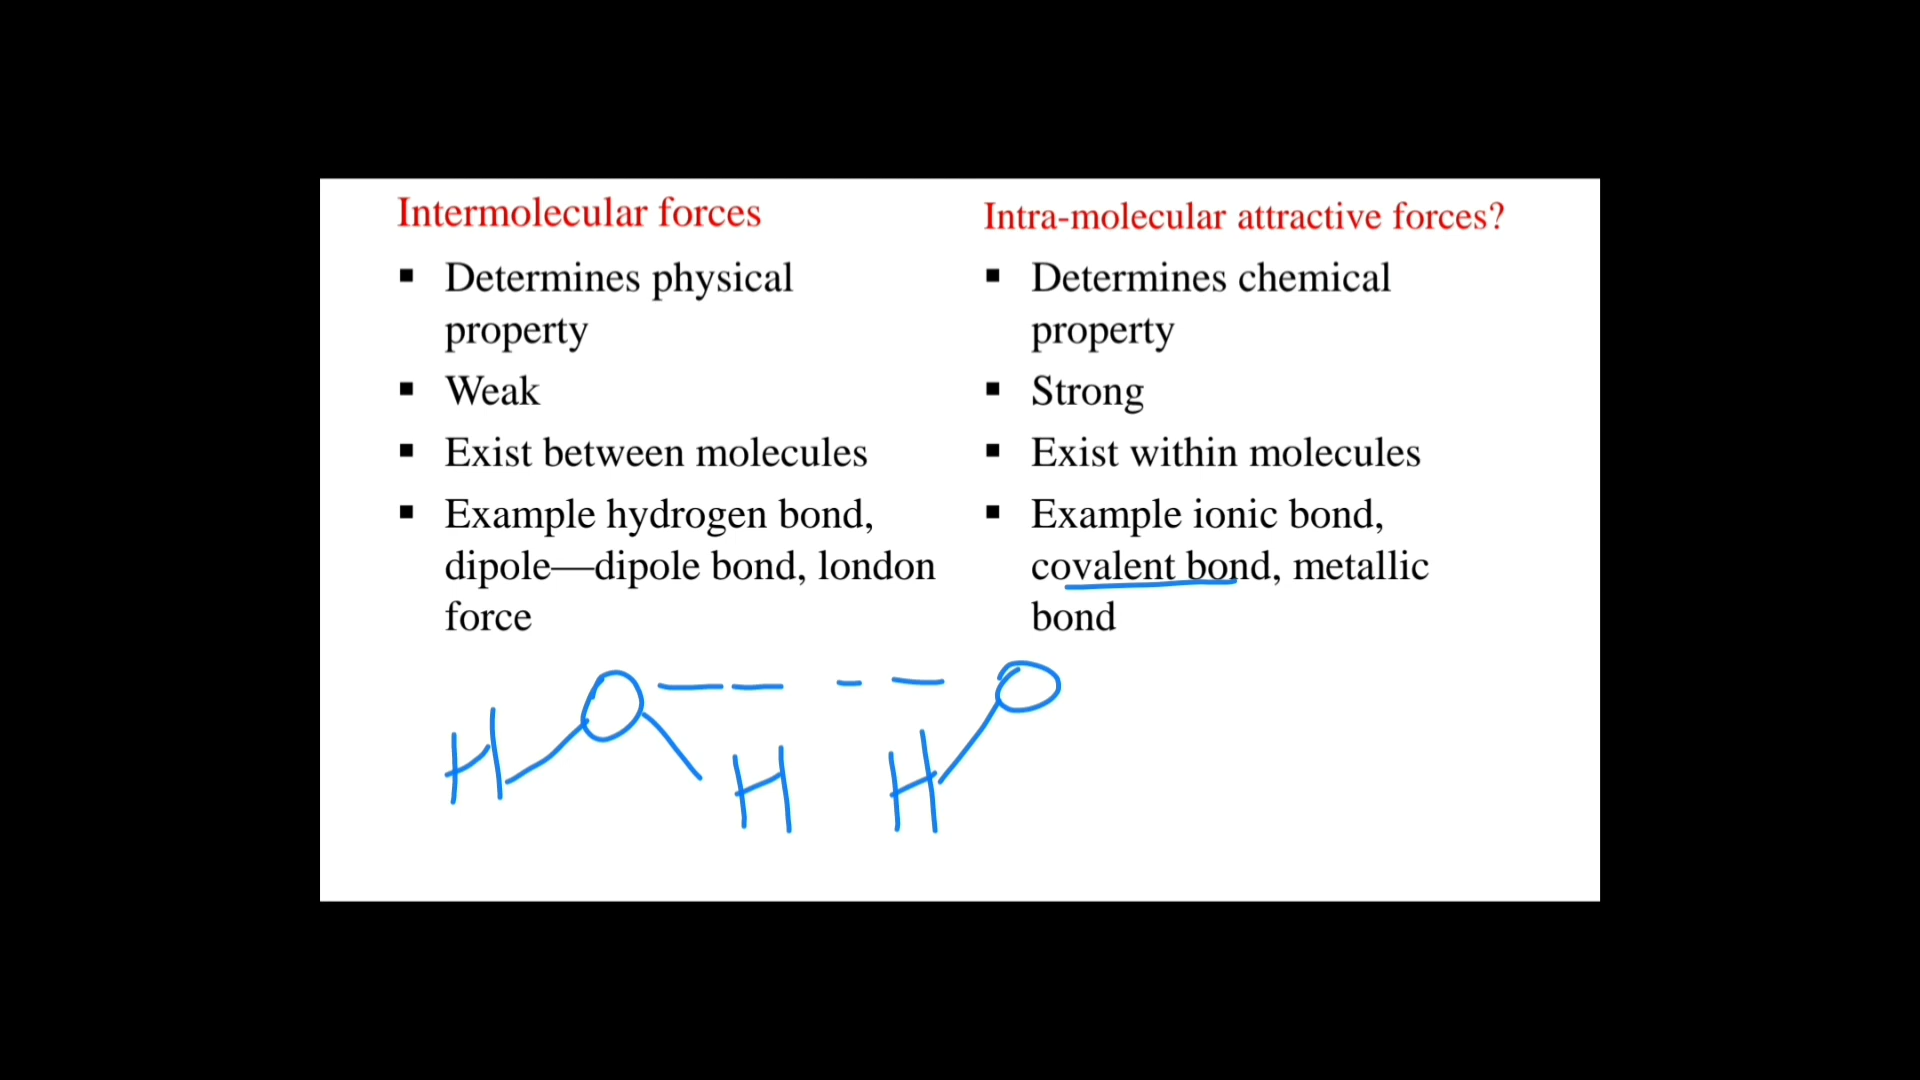 Intermolecular forces
▪ Determines physical
property
▪ Weak
▪ Exist between molecules
▪ Example hydrogen bond,
dipole—dipole bond, london
force
Intra-molecular attractive forces?
▪ Determines chemical
property
▪ Strong
▪ Exist within molecules
▪ Example ionic bond,
covalent bond, metallic
bond
O -- -- - -- O
H H H